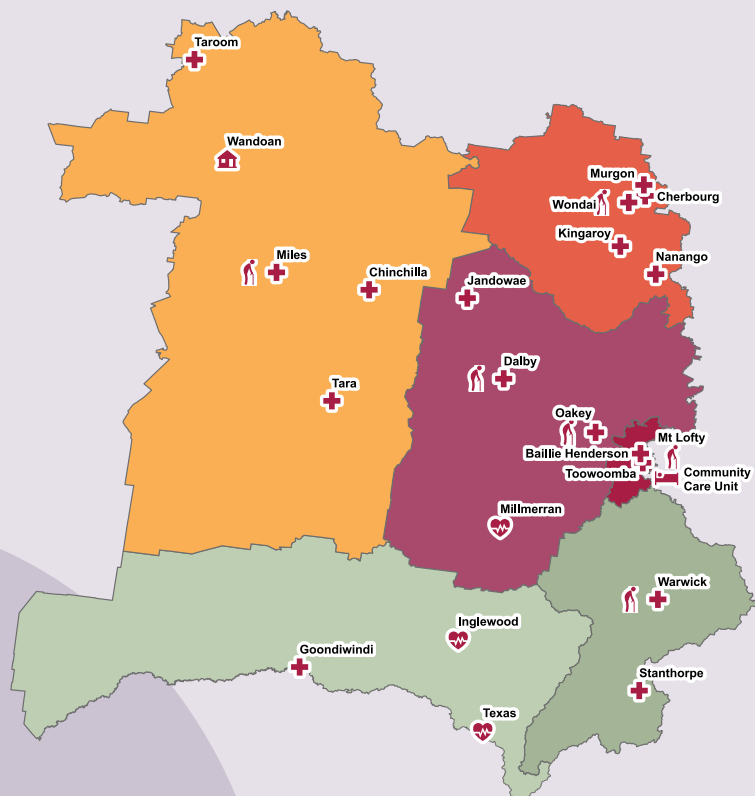 Taroom
Wandoan
Murgon
Cherbourg
Wondai
Kingaroy
Nanango
Miles
Chinchilla
Jandowae
Dalby
Tara
Oakey
Mt Lofty
Baillie Henderson
Toowoomba
Community
Care Unit
Millmerran
Warwick
Inglewood
Goondiwindi
Stanthorpe
Texas